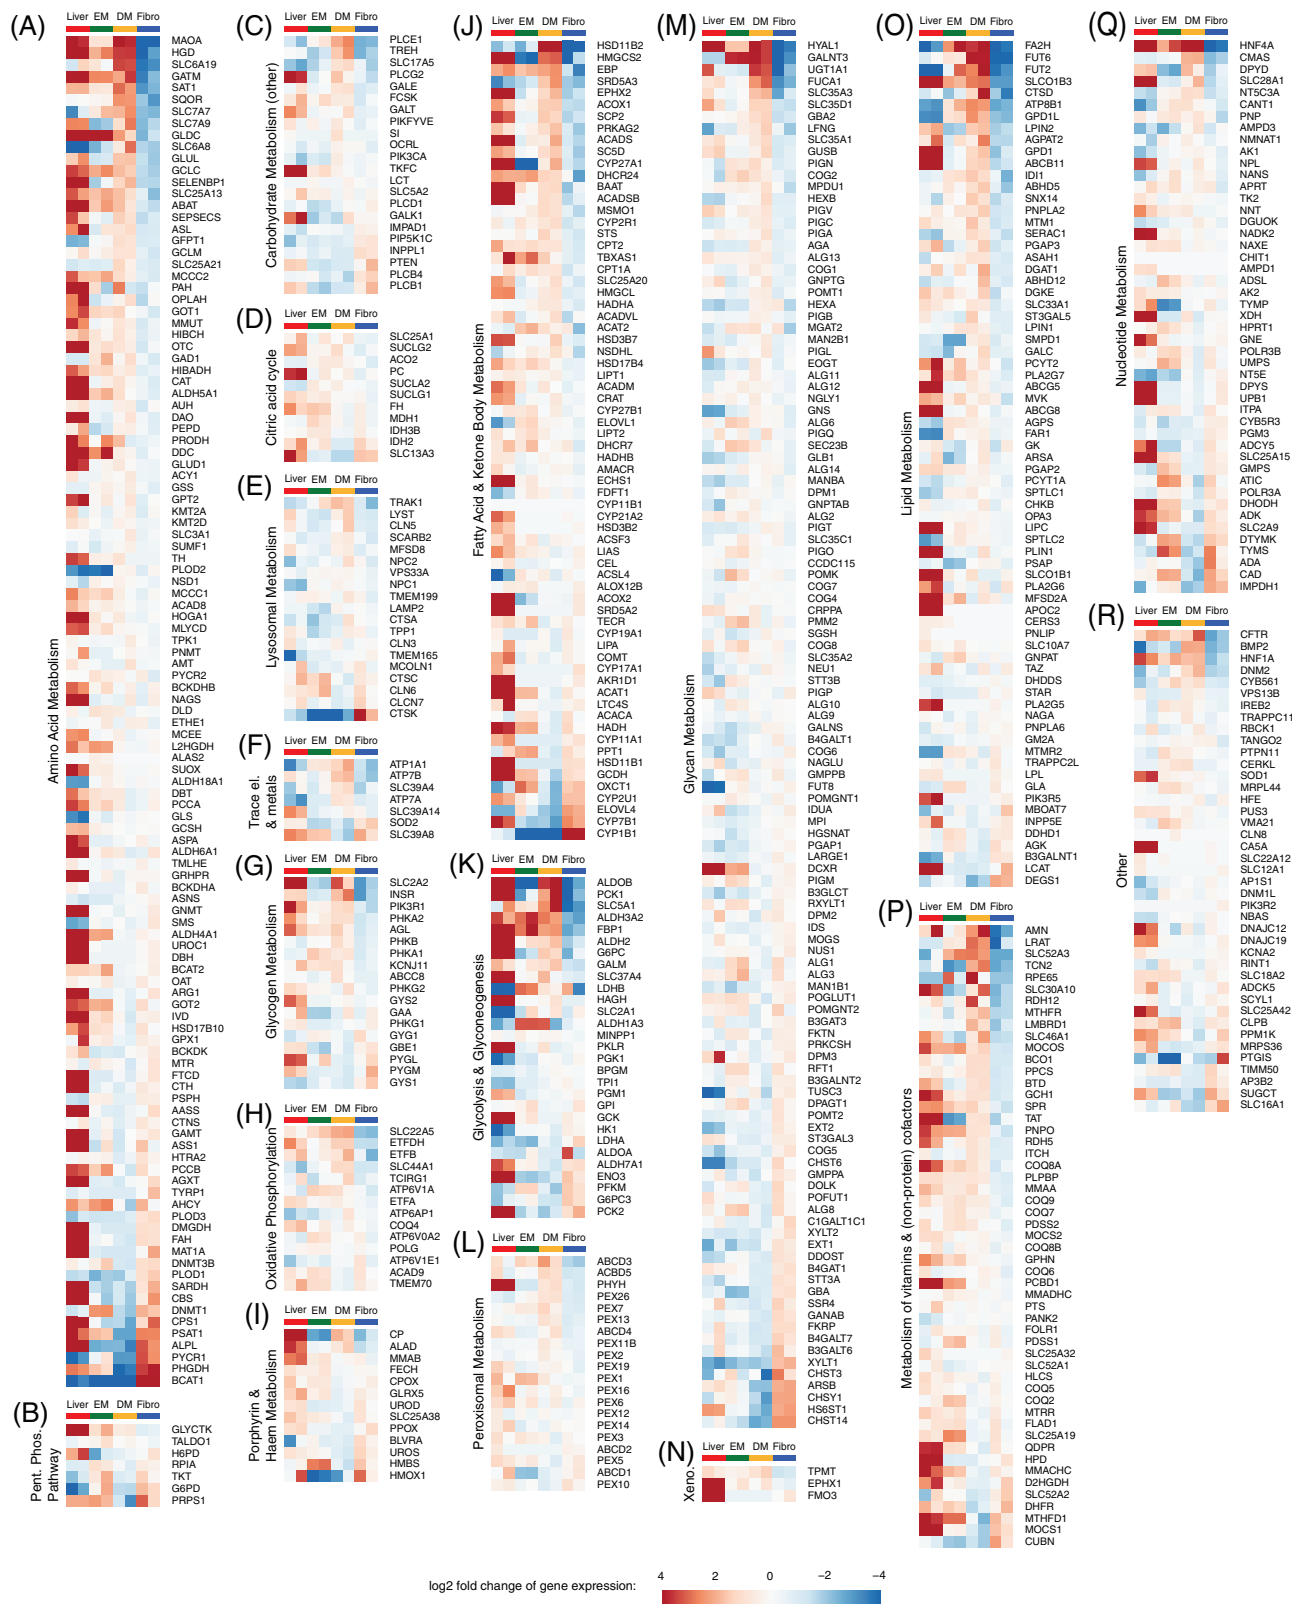 (A)
Liver EM DM Fibro
Amino Acid Metabolism
MAOA
HGD
SLC6A19
GATM
SAT1
SQOR
SLC7A7
SLC7A9
GLDC
SLC6A8
GLUL
GCLC
SELENBP1
SLC25A13
ABAT
SEPSECS
ASL
GFPT1
GCLM
SLC25A21
MCCC2
PAH
OPLAH
GOT1
MMUT
HIBCH
OTC
GAD1
HIBADH
CAT
ALDH5A1
AUH
DAO
PEPD
PRODH
DDC
GLUD1
ACY1
GSS
GPT2
KMT2A
KMT2D
SLC3A1
SUMF1
TH
PLOD2
NSD1
MCCC1
ACAD8
HOGA1
MLYCD
TPK1
PNMT
AMT
PYCR2
BCKDHB
NAGS
DLD
ETHE1
MCEE
L2HGDH
ALAS2
SUOX
ALDH18A1
DBT
PCCA
GLS
GCSH
ASPA
ALDH6A1
TMLHE
GRHPR
BCKDHA
ASNS
GNMT
SMS
ALDH4A1
UROC1
DBH
BCAT2
OAT
ARG1
GOT2
IVD
HSD17B10
GPX1
BCKDK
MTR
FTCD
CTH
PSPH
AASS
CTNS
GAMT
ASS1
HTRA2
PCCB
AGXT
TYRP1
AHCY
PLOD3
DMGDH
FAH
MAT1A
DNMT3B
PLOD1
SARDH
CBS
DNMT1
CPS1
PSAT1
ALPL
PYCR1
PHGDH
BCAT1
(B)
Liver EM DM Fibro
Pent. Phos.
Pathway
GLYCTK
TALDO1
H6PD
RPIA
TKT
G6PD
PRPS1
(C)
Liver EM DM Fibro
Carbohydrate Metabolism (other)
PLCE1
TREH
SLC17A5
PLCG2
GALE
FCSK
GALT
PIKFYVE
SI
OCRL
PIK3CA
TKFC
LCT
SLC5A2
PLCD1
GALK1
IMPAD1
PIP5K1C
INPPL1
PTEN
PLCB4
PLCB1
(D)
Liver EM DM Fibro
Citric acid cycle
SLC25A1
SUCLG2
ACO2
PC
SUCLA2
SUCLG1
FH
MDH1
IDH3B
IDH2
SLC13A3
(E)
Liver EM DM Fibro
Lysosomal Metabolism
TRAK1
LYST
CLN5
SCARB2
MFSD8
NPC2
VPS33A
NPC1
TMEM199
LAMP2
CTSA
TPP1
CLN3
TMEM165
MCOLN1
CTSC
CLN6
CLCN7
CTSK
(F)
Liver EM DM Fibro
Trace el.
& metals
ATP1A1
ATP7B
SLC39A4
ATP7A
SLC39A14
SOD2
SLC39A8
(G)
Liver EM DM Fibro
Glycogen Metabolism
SLC2A2
INSR
PIK3R1
PHKA2
AGL
PHKB
PHKA1
KCNJ11
ABCC8
PHKG2
GYS2
GAA
PHKG1
GYG1
GBE1
PYGL
PYGM
GYS1
(H)
Liver EM DM Fibro
Oxidative Phosphorylation
SLC22A5
ETFDH
ETFB
SLC44A1
TCIRG1
ATP6V1A
ETFA
ATP6AP1
COQ4
ATP6V0A2
POLG
ATP6V1E1
ACAD9
TMEM70
(I)
Liver EM DM Fibro
Porphyrin &
Haem Metabolism
CP
ALAD
MMAB
FECH
CPOX
GLRX5
UROD
SLC25A38
PPOX
BLVRA
UROS
HMBS
HMOX1
(J)
Liver EM DM Fibro
Fatty Acid & Ketone Body Metabolism
HSD11B2
HMGCS2
EBP
SRD5A3
EPHX2
ACOX1
SCP2
PRKAG2
ACADS
SC5D
CYP27A1
DHCR24
BAAT
ACADSB
MSMO1
CYP2R1
STS
CPT2
TBXAS1
CPT1A
SLC25A20
HMGCL
HADHA
ACADVL
ACAT2
HSD3B7
NSDHL
HSD17B4
LIPT1
ACADM
CRAT
CYP27B1
ELOVL1
LIPT2
DHCR7
HADHB
AMACR
ECHS1
FDFT1
CYP11B1
CYP21A2
HSD3B2
ACSF3
LIAS
CEL
ACSL4
ALOX12B
ACOX2
SRD5A2
TECR
CYP19A1
LIPA
COMT
CYP17A1
AKR1D1
ACAT1
LTC4S
ACACA
HADH
CYP11A1
PPT1
HSD11B1
GCDH
OXCT1
CYP2U1
ELOVL4
CYP7B1
CYP1B1
(K)
Liver EM DM Fibro
Glycolysis & Glyconeogenesis
ALDOB
PCK1
SLC5A1
ALDH3A2
FBP1
ALDH2
G6PC
GALM
SLC37A4
LDHB
HAGH
SLC2A1
ALDH1A3
MINPP1
PKLR
PGK1
BPGM
TPI1
PGM1
GPI
GCK
HK1
LDHA
ALDOA
ALDH7A1
ENO3
PFKM
G6PC3
PCK2
(L)
Liver EM DM Fibro
Peroxisomal Metabolism
ABCD3
ACBD5
PHYH
PEX26
PEX7
PEX13
ABCD4
PEX11B
PEX2
PEX19
PEX1
PEX16
PEX6
PEX12
PEX14
PEX3
ABCD2
PEX5
ABCD1
PEX10
(M)
Liver EM DM Fibro
Glycan Metabolism
HYAL1
GALNT3
UGT1A1
FUCA1
SLC35A3
SLC35D1
GBA2
LFNG
SLC35A1
GUSB
PIGN
COG2
MPDU1
HEXB
PIGV
PIGC
PIGA
AGA
ALG13
COG1
GNPTG
POMT1
HEXA
PIGB
MGAT2
MAN2B1
PIGL
EOGT
ALG11
ALG12
NGLY1
GNS
ALG6
PIGQ
SEC23B
GLB1
ALG14
MANBA
DPM1
GNPTAB
ALG2
PIGT
SLC35C1
PIGO
CCDC115
POMK
COG7
COG4
CRPPA
PMM2
SGSH
COG8
SLC35A2
NEU1
STT3B
PIGP
ALG10
ALG9
GALNS
B4GALT1
COG6
NAGLU
GMPPB
FUT8
POMGNT1
IDUA
MPI
HGSNAT
PGAP1
LARGE1
DCXR
PIGM
B3GLCT
RXYLT1
DPM2
IDS
MOGS
NUS1
ALG1
ALG3
MAN1B1
POGLUT1
POMGNT2
B3GAT3
FKTN
PRKCSH
DPM3
RFT1
B3GALNT2
TUSC3
DPAGT1
POMT2
EXT2
ST3GAL3
COG5
CHST6
GMPPA
DOLK
POFUT1
ALG8
C1GALT1C1
XYLT2
EXT1
DDOST
B4GAT1
STT3A
GBA
SSR4
GANAB
FKRP
B4GALT7
B3GALT6
XYLT1
CHST3
ARSB
CHSY1
HS6ST1
CHST14
(N)
Liver EM DM Fibro
Xeno.
TPMT
EPHX1
FMO3
(O)
Liver EM DM Fibro
Lipid Metabolism
FA2H
FUT6
FUT2
SLCO1B3
CTSD
ATP8B1
GPD1L
LPIN2
AGPAT2
GPD1
ABCB11
IDI1
ABHD5
SNX14
PNPLA2
MTM1
SERAC1
PGAP3
ASAH1
DGAT1
ABHD12
DGKE
SLC33A1
ST3GAL5
LPIN1
SMPD1
GALC
PCYT2
PLA2G7
ABCG5
MVK
ABCG8
AGPS
FAR1
GK
ARSA
PGAP2
PCYT1A
SPTLC1
CHKB
OPA3
LIPC
SPTLC2
PLIN1
PSAP
SLCO1B1
PLA2G6
MFSD2A
APOC2
CERS3
PNLIP
SLC10A7
GNPAT
TAZ
DHDDS
STAR
PLA2G5
NAGA
PNPLA6
GM2A
MTMR2
TRAPPC2L
LPL
GLA
PIK3R5
MBOAT7
INPP5E
DDHD1
AGK
B3GALNT1
LCAT
DEGS1
(P)
Liver EM DM Fibro
Metabolism of vitamins & (non-protein) cofactors
AMN
LRAT
SLC52A3
TCN2
RPE65
SLC30A10
RDH12
MTHFR
LMBRD1
SLC46A1
MOCOS
BCO1
PPCS
BTD
GCH1
SPR
TAT
PNPO
RDH5
ITCH
COQ8A
PLPBP
MMAA
COQ9
COQ7
PDSS2
MOCS2
COQ8B
GPHN
COQ6
PCBD1
MMADHC
PTS
PANK2
FOLR1
PDSS1
SLC25A32
SLC52A1
HLCS
COQ5
COQ2
MTRR
FLAD1
SLC25A19
QDPR
HPD
MMACHC
D2HGDH
SLC52A2
DHFR
MTHFD1
MOCS1
CUBN
(Q)
Liver EM DM Fibro
Nucleotide Metabolism
HNF4A
CMAS
DPYD
SLC28A1
NT5C3A
CANT1
PNP
AMPD3
NMNAT1
AK1
NPL
NANS
APRT
TK2
NNT
DGUOK
NADK2
NAXE
CHIT1
AMPD1
ADSL
AK2
TYMP
XDH
HPRT1
GNE
POLR3B
UMPS
NT5E
DPYS
UPB1
ITPA
CYB5R3
PGM3
ADCY5
SLC25A15
GMPS
ATIC
POLR3A
DHODH
ADK
SLC2A9
DTYMK
TYMS
ADA
CAD
IMPDH1
(R)
Liver EM DM Fibro
Other
CFTR
BMP2
HNF1A
DNM2
CYB561
VPS13B
IREB2
TRAPPC11
RBCK1
TANGO2
PTPN11
CERKL
SOD1
MRPL44
HFE
PUS3
VMA21
CLN8
CA5A
SLC22A12
SLC12A1
AP1S1
DNM1L
PIK3R2
NBAS
DNAJC12
DNAJC19
KCNA2
RINT1
SLC18A2
ADCK5
SCYL1
SLC25A42
CLPB
PPM1K
MRPS36
PTGIS
TIMM50
AP3B2
SUGCT
SLC16A1
log2 fold change of gene expression:
4 2 0 -2 -4